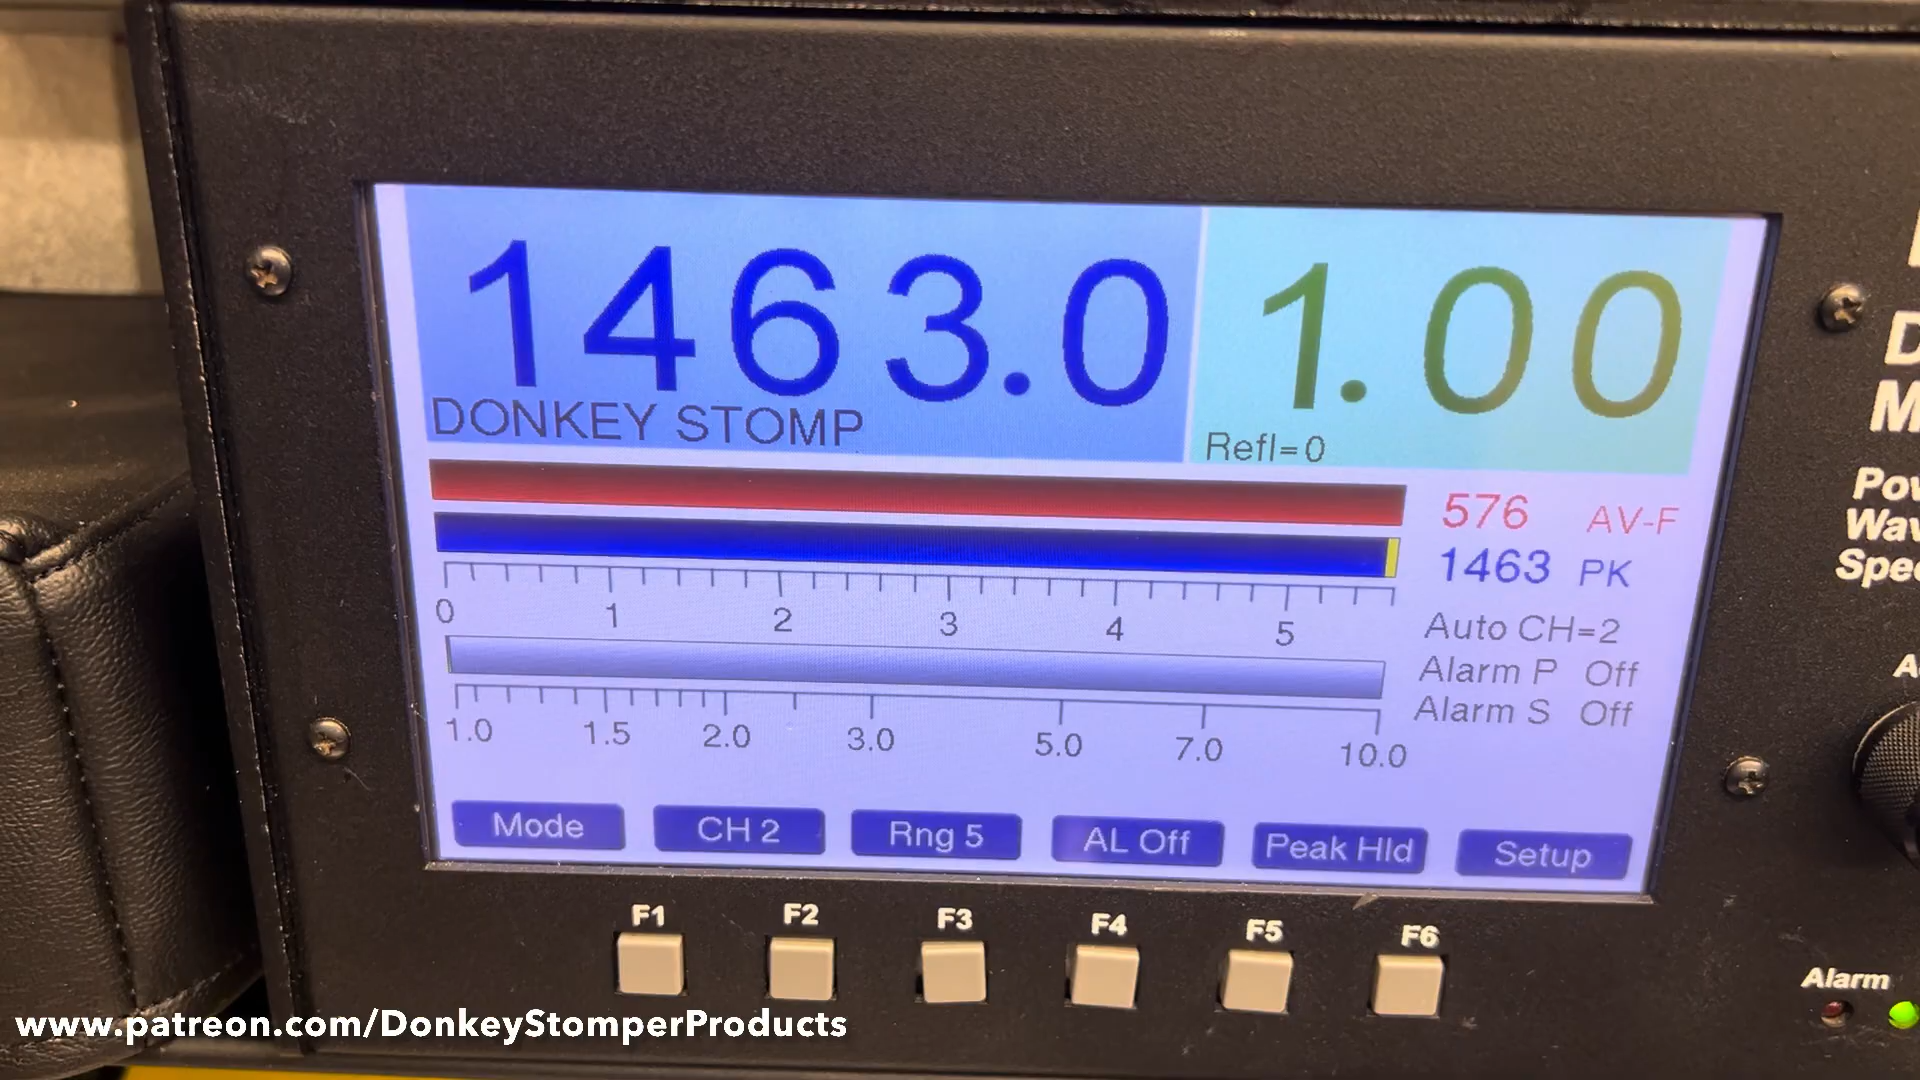 1463.0
DONKEY STOMP
1.00
Refl=0
576 AV-F
1463 PK
0 1 2 3 4 5
Auto CH=2
Alarm P Off
Alarm S Off
1.0 1.5 2.0 3.0 5.0 7.0 10.0
Mode CH 2 Rng 5 AL Off Peak Hld Setup
F1 F2 F3 F4 F5 F6
Alarm
www.patreon.com/DonkeyStomperProducts